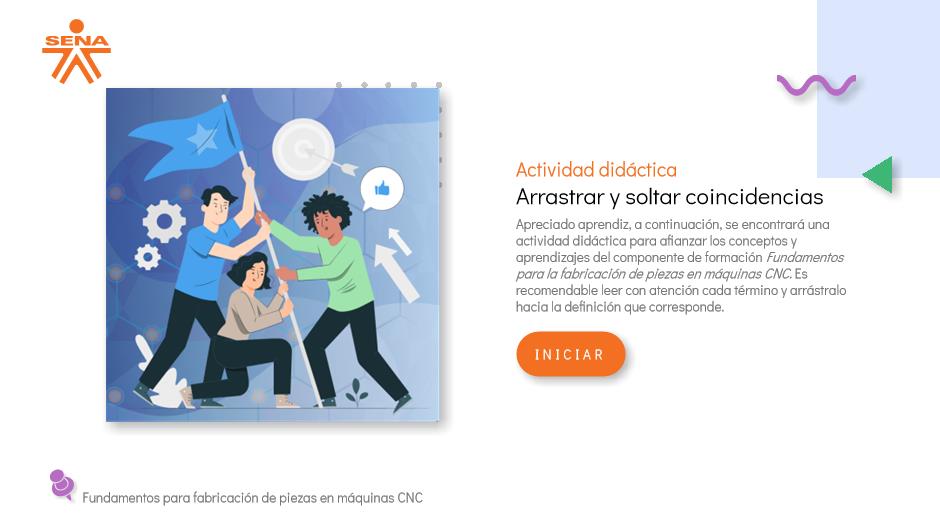 SENA
Actividad didáctica
Arrastrar y soltar coincidencias
Apreciado aprendiz, a continuación, se encontrará una
actividad didáctica para afianzar los conceptos y
aprendizajes del componente de formación Fundamentos
para la fabricación de piezas en máquinas CNC. Es
recomendable leer con atención cada término y arrástralo
hacia la definición que corresponde.
INICIAR
Fundamentos para fabricación de piezas en máquinas CNC